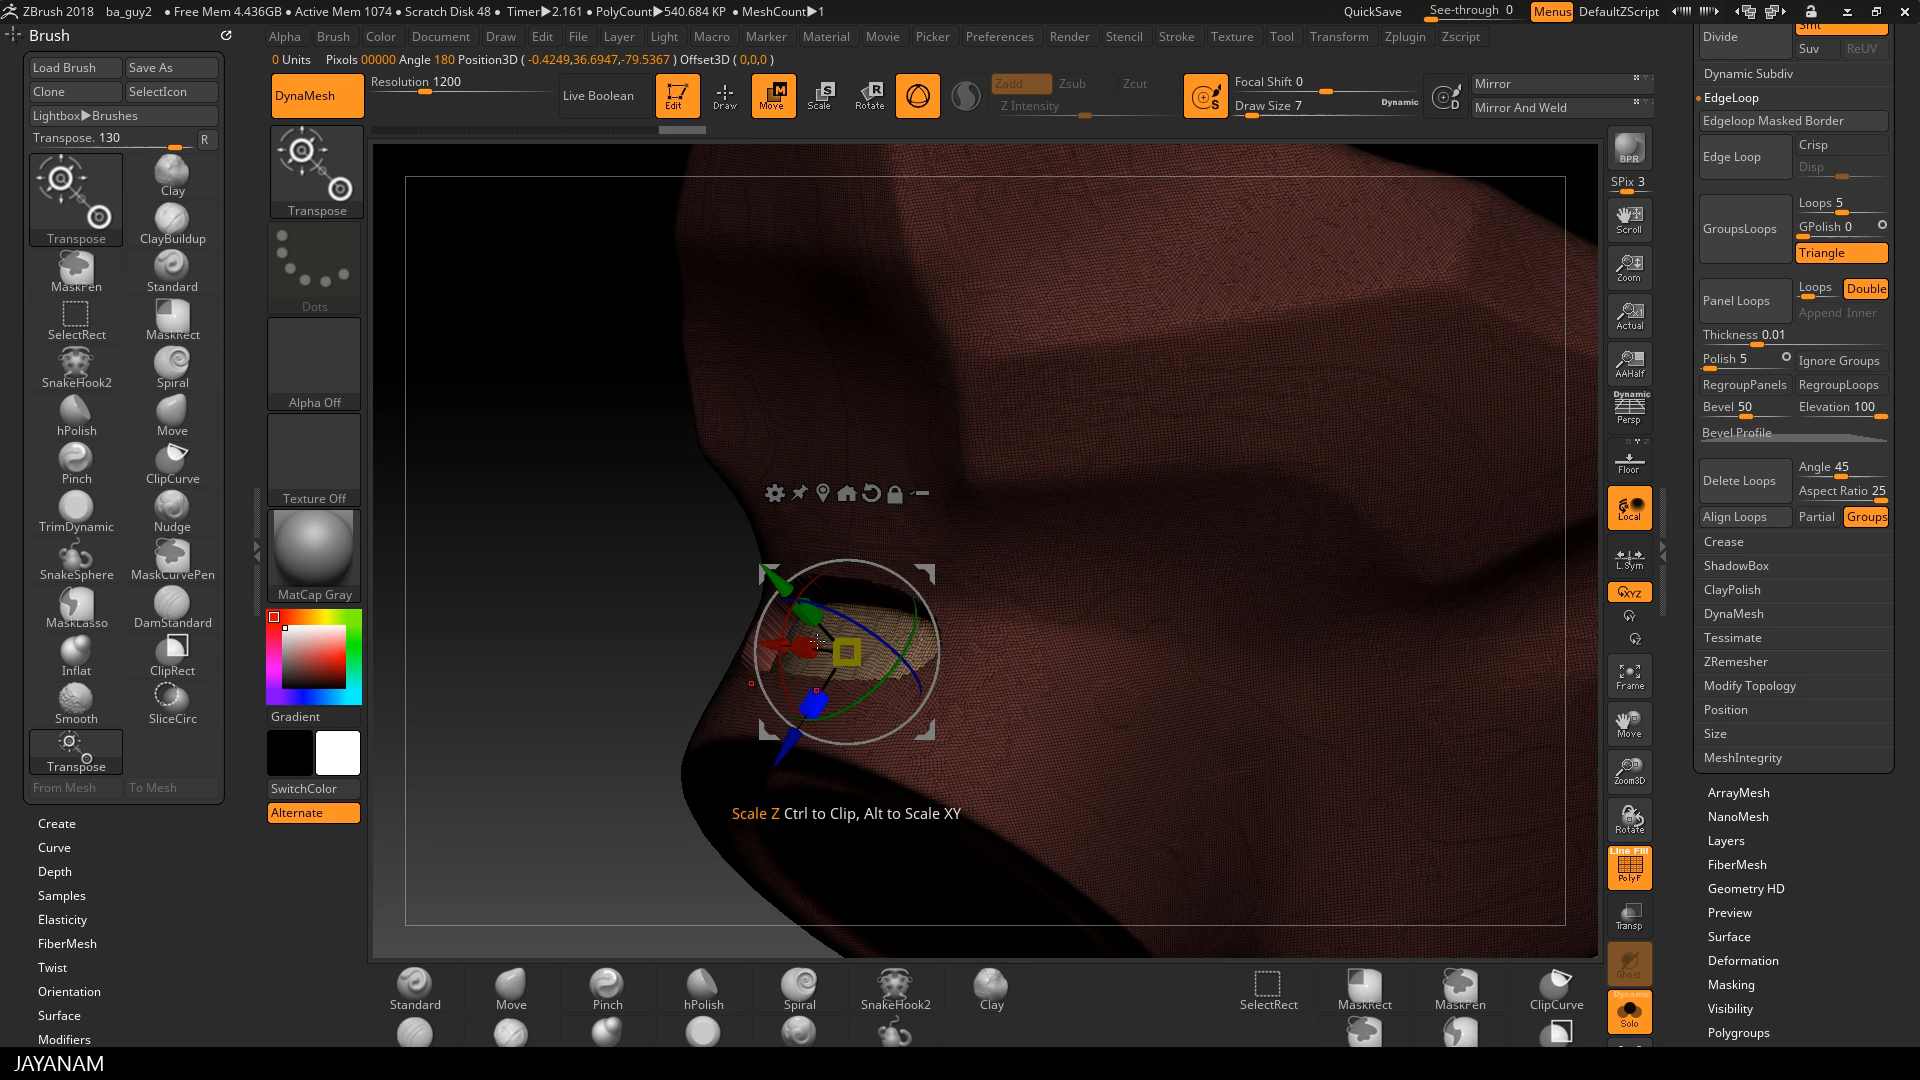 ZBrush 2018 ba_guy2 • Free Mem 4.436GB • Active Mem 1074 • Scratch Disk 48 • Timer▶2.161 • PolyCount▶540.684 KP • MeshCount▶1 QuickSave See-through 0 Menus DefaultZScript
Brush
Alpha Brush Color Document Draw Edit File Layer Light Macro Marker Material Movie Picker Preferences Render Stencil Stroke Texture Tool Transform Zplugin Zscript
0 Units Pixols 00000 Angle 180 Position3D ( -0.4249,36.6947,-79.5367 ) Offset3D ( 0,0,0 )
DynaMesh
Resolution 1200
Live Boolean
Edit
Draw
Move
Scale
Rotate
Zadd Zsub Zcut
Z Intensity
Focal Shift 0
Draw Size 7 Dynamic
Mirror
Mirror And Weld
Load Brush Save As
Clone SelectIcon
Lightbox▶Brushes
Transpose. 130 R
Transpose
Clay
ClayBuildup
MaskPen Standard
SelectRect MaskRect
SnakeHook2 Spiral
hPolish Move
Pinch ClipCurve
TrimDynamic Nudge
SnakeSphere MaskCurvePen
MaskLasso DamStandard
Inflat ClipRect
Smooth SliceCirc
Transpose
From Mesh To Mesh
Create
Curve
Depth
Samples
Elasticity
FiberMesh
Twist
Orientation
Surface
Modifiers
Transpose
Dots
Alpha Off
Texture Off
MatCap Gray
Gradient
SwitchColor
Alternate
Scale Z Ctrl to Clip, Alt to Scale XY
Standard Move Pinch hPolish Spiral SnakeHook2 Clay SelectRect MaskRect MaskPen ClipCurve
BPR
SPix 3
Scroll
Zoom
Actual
AAHalf
Dynamic
Persp
Floor
Local
L.Sym
XYZ
Frame
Move
Zoom3D
Rotate
Line Fill
PolyF
Transp
Ghost
Dynamic
Solo
Divide
Smt
Suv ReUV
Dynamic Subdiv
EdgeLoop
Edgeloop Masked Border
Edge Loop
Crisp
Disp
GroupsLoops
Loops 5
GPolish 0
Triangle
Panel Loops
Loops Double
Append Inner
Thickness 0.01
Polish 5 Ignore Groups
RegroupPanels RegroupLoops
Bevel 50 Elevation 100
Bevel Profile
Delete Loops
Angle 45
Aspect Ratio 25
Align Loops Partial Groups
Crease
ShadowBox
ClayPolish
DynaMesh
Tessimate
ZRemesher
Modify Topology
Position
Size
MeshIntegrity
ArrayMesh
NanoMesh
Layers
FiberMesh
Geometry HD
Preview
Surface
Deformation
Masking
Visibility
Polygroups
JAYANAM